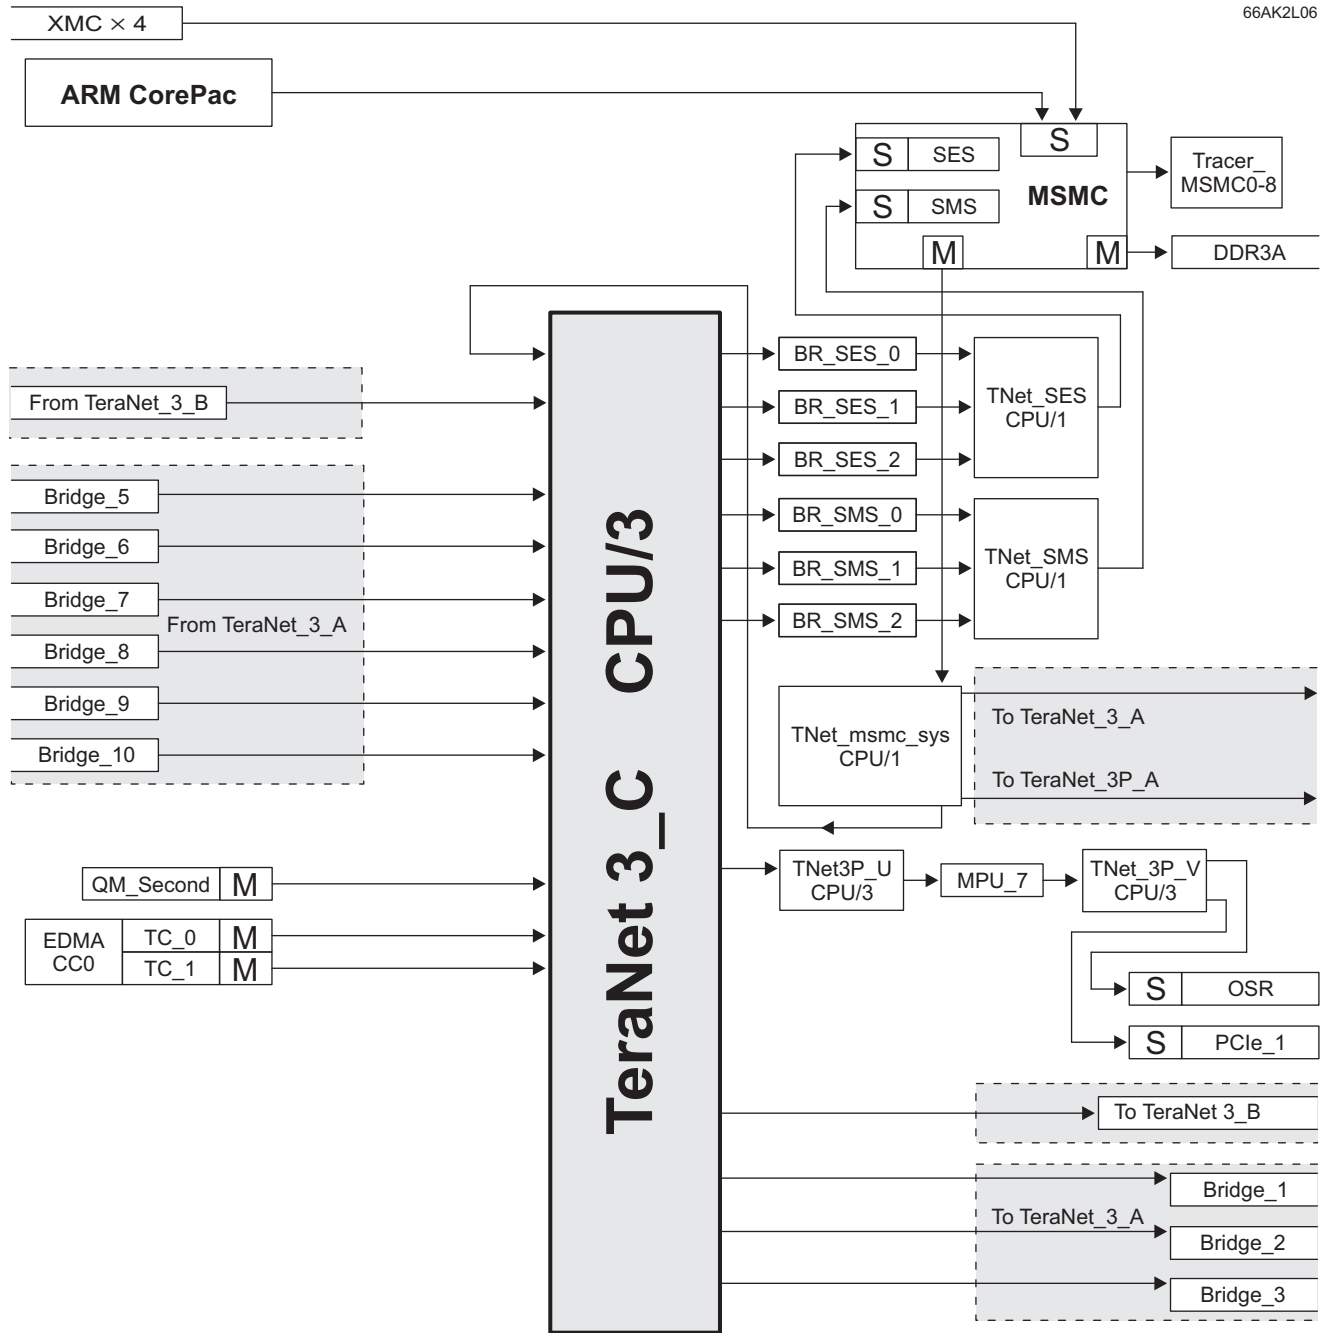 66AK2L06
XMC × 4
ARM CorePac
S
S SES
MSMC
S SMS
M
M
Tracer_
MSMC0-8
DDR3A
From TeraNet_3_B
Bridge_5
Bridge_6
Bridge_7
From TeraNet_3_A
Bridge_8
Bridge_9
Bridge_10
QM_Second M
EDMA
CC0
TC_0 M
TC_1 M
TeraNet 3_C CPU/3
BR_SES_0
BR_SES_1
BR_SES_2
TNet_SES
CPU/1
BR_SMS_0
BR_SMS_1
BR_SMS_2
TNet_SMS
CPU/1
TNet_msmc_sys
CPU/1
To TeraNet_3_A
To TeraNet_3P_A
TNet3P_U
CPU/3
MPU_7
TNet_3P_V
CPU/3
S OSR
S PCIe_1
To TeraNet 3_B
Bridge_1
To TeraNet_3_A
Bridge_2
Bridge_3